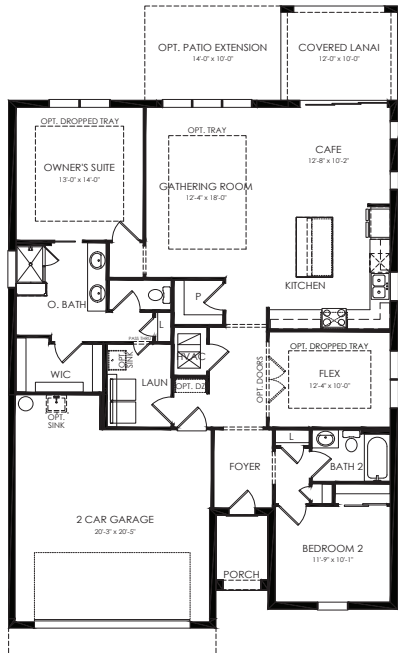 OPT. PATIO EXTENSION
14'-0" x 10'-0"
COVERED LANAI
12'-0" x 10'-0"
OPT. DROPPED TRAY
OWNER'S SUITE
13'-0" x 14'-0"
OPT. TRAY
GATHERING ROOM
12'-4" x 18'-0"
CAFE
12'-8" x 10'-2"
KITCHEN
O. BATH
L
P
HVAC
WIC
OPT. SINK
LAUN
OPT. DZ
OPT. DOORS
OPT. DROPPED TRAY
FLEX
12'-4" x 10'-0"
OPT.
SINK
FOYER
L
BATH 2
2 CAR GARAGE
20'-3" x 20'-5"
PORCH
BEDROOM 2
11'-9" x 10'-1"